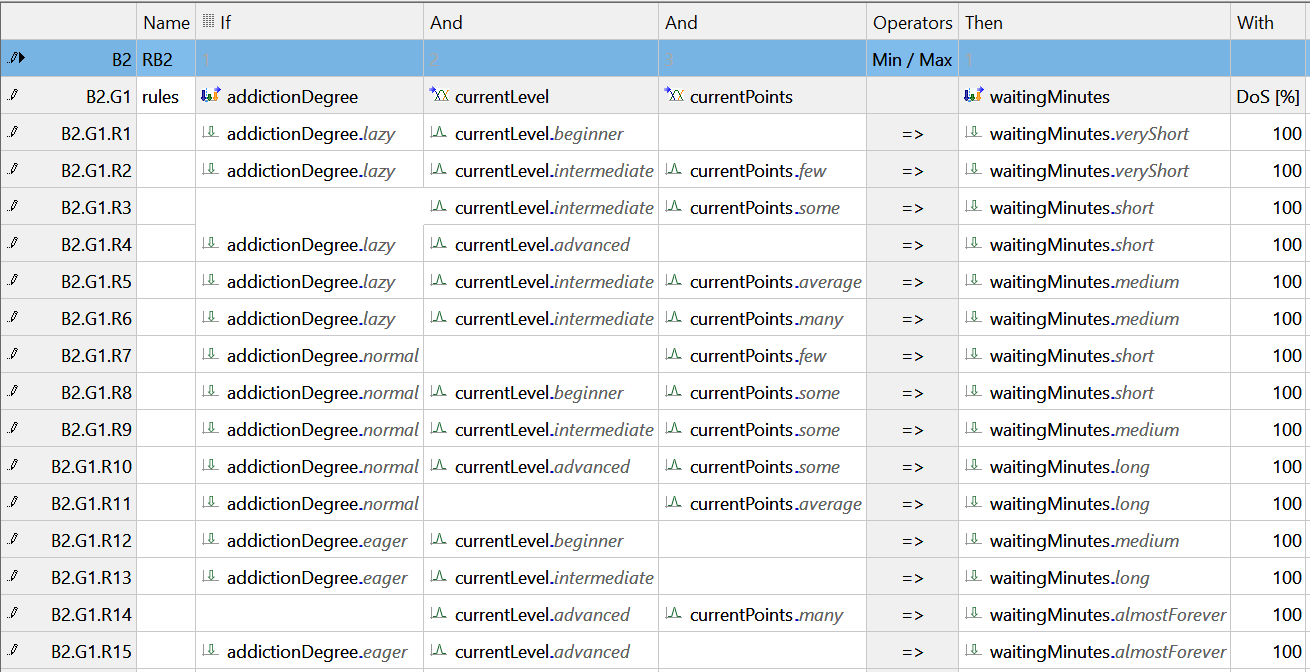 Name If And And Operators Then With
B2 RB2 Min / Max
B2.G1 rules addictionDegree currentLevel currentPoints waitingMinutes DoS [%]
B2.G1.R1 addictionDegree.lazy currentLevel.beginner => waitingMinutes.veryShort 100
B2.G1.R2 addictionDegree.lazy currentLevel.intermediate currentPoints.few => waitingMinutes.veryShort 100
B2.G1.R3 currentLevel.intermediate currentPoints.some => waitingMinutes.short 100
B2.G1.R4 addictionDegree.lazy currentLevel.advanced => waitingMinutes.short 100
B2.G1.R5 addictionDegree.lazy currentLevel.intermediate currentPoints.average => waitingMinutes.medium 100
B2.G1.R6 addictionDegree.lazy currentLevel.intermediate currentPoints.many => waitingMinutes.medium 100
B2.G1.R7 addictionDegree.normal currentPoints.few => waitingMinutes.short 100
B2.G1.R8 addictionDegree.normal currentLevel.beginner currentPoints.some => waitingMinutes.short 100
B2.G1.R9 addictionDegree.normal currentLevel.intermediate currentPoints.some => waitingMinutes.medium 100
B2.G1.R10 addictionDegree.normal currentLevel.advanced currentPoints.some => waitingMinutes.long 100
B2.G1.R11 addictionDegree.normal currentPoints.average => waitingMinutes.long 100
B2.G1.R12 addictionDegree.eager currentLevel.beginner => waitingMinutes.medium 100
B2.G1.R13 addictionDegree.eager currentLevel.intermediate => waitingMinutes.long 100
B2.G1.R14 currentLevel.advanced currentPoints.many => waitingMinutes.almostForever 100
B2.G1.R15 addictionDegree.eager currentLevel.advanced => waitingMinutes.almostForever 100